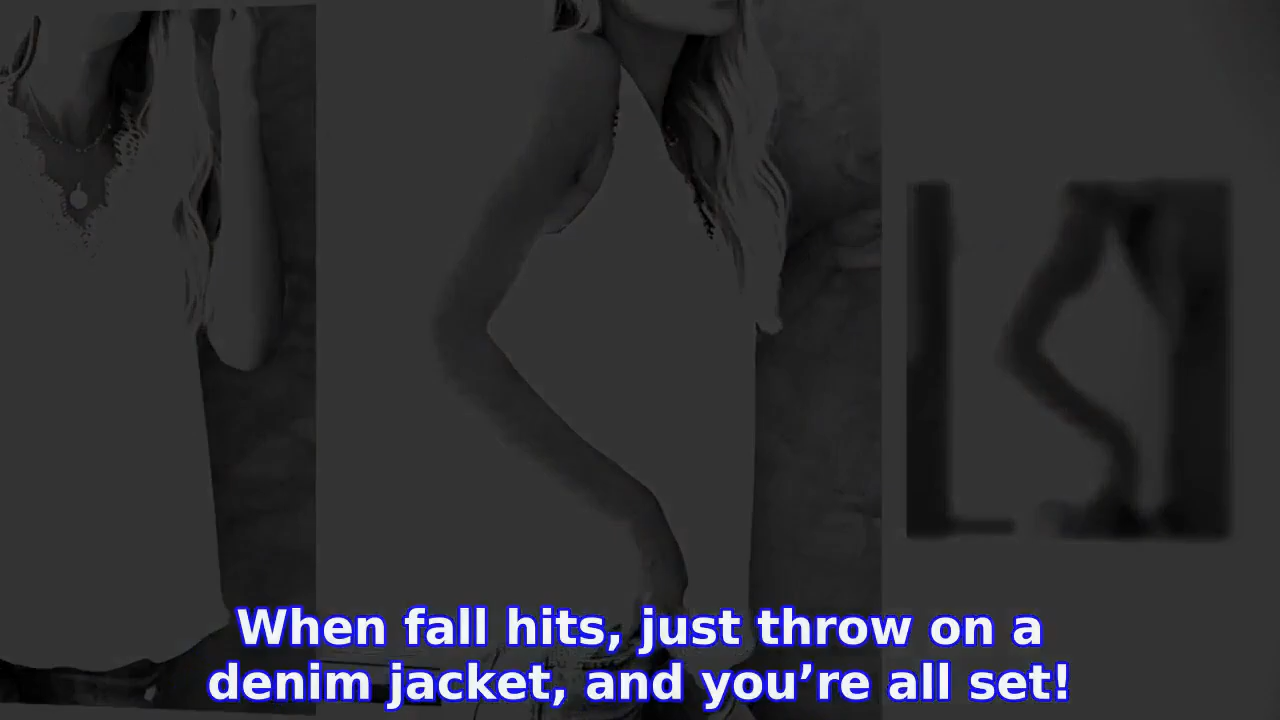 When fall hits, just throw on a
denim jacket, and you’re all set!